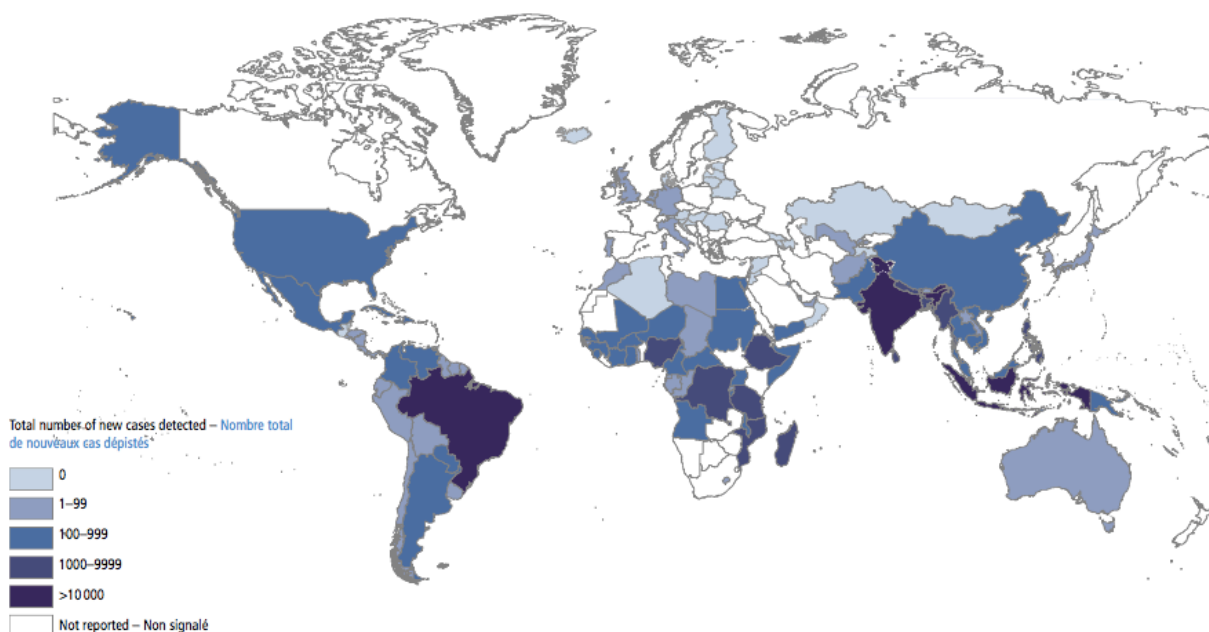 Total number of new cases detected – Nombre total
de nouveaux cas dépistés
0
1–99
100–999
1000–9999
>10 000
Not reported – Non signalé